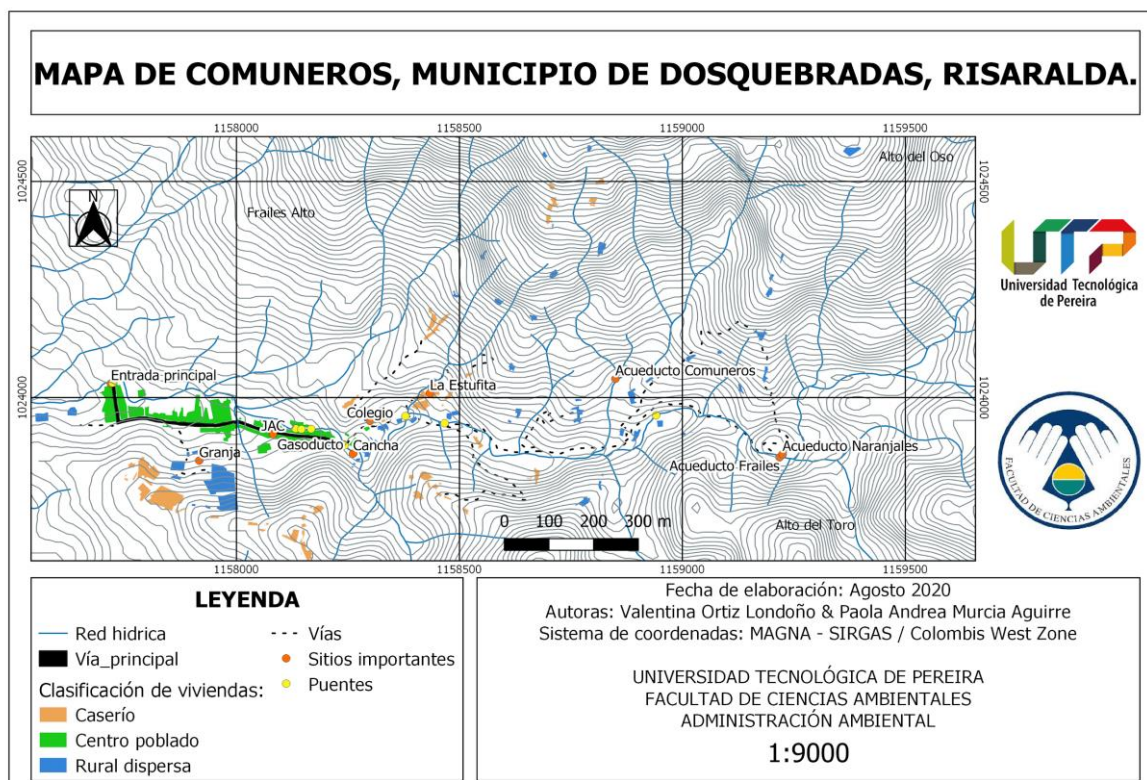 MAPA DE COMUNEROS, MUNICIPIO DE DOSQUEBRADAS, RISARALDA.
1158000 1158500 1159000 1159500
1024500 1024500
Alto del Oso
N
Frailes Alto
Entrada principal
Acueducto Comuneros
La Estufita
1024000 1024000
Colegio
JAC
Gasoducto Cancha
Granja
Acueducto Naranjales
Acueducto Frailes
Alto del Toro
0 100 200 300 m
1158000 1158500 1159000 1159500
UTP
Universidad Tecnológica
de Pereira
FACULTAD DE CIENCIAS AMBIENTALES
LEYENDA
Red hidrica
Vía_principal
Clasificación de viviendas:
Caserío
Centro poblado
Rural dispersa
Vías
Sitios importantes
Puentes
Fecha de elaboración: Agosto 2020
Autoras: Valentina Ortiz Londoño & Paola Andrea Murcia Aguirre
Sistema de coordenadas: MAGNA - SIRGAS / Colombis West Zone
UNIVERSIDAD TECNOLÓGICA DE PEREIRA
FACULTAD DE CIENCIAS AMBIENTALES
ADMINISTRACIÓN AMBIENTAL
1:9000